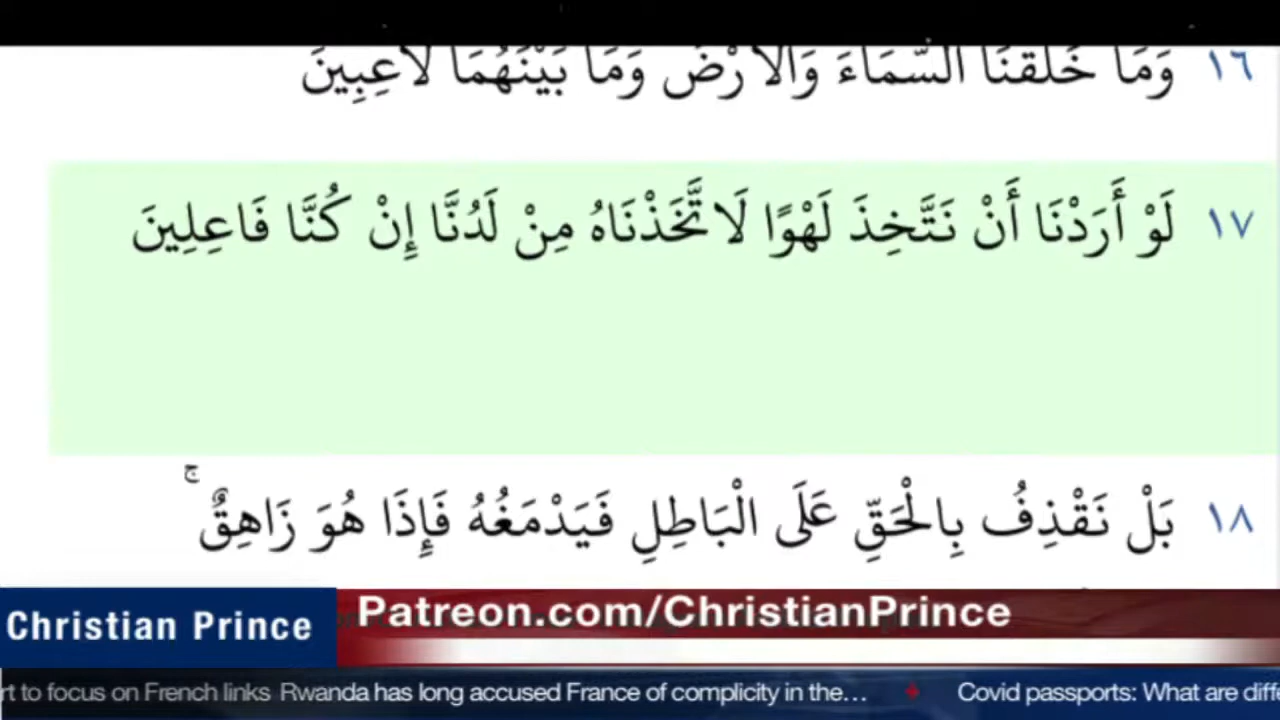 ١٦ وَمَا خَلَقْنَا السَّمَاءَ وَالْأَرْضَ وَمَا بَيْنَهُمَا لَاعِبِينَ
١٧ لَوْ أَرَدْنَا أَنْ نَتَّخِذَ لَهْوًا لَاتَّخَذْنَاهُ مِنْ لَدُنَّا إِنْ كُنَّا فَاعِلِينَ
١٨ بَلْ نَقْذِفُ بِالْحَقِّ عَلَى الْبَاطِلِ فَيَدْمَغُهُ فَإِذَا هُوَ زَاهِقٌ ۚ
Patreon.com/ChristianPrince
Christian Prince
to focus on French links Rwanda has long accused France of complicity in the… Covid passports: What are